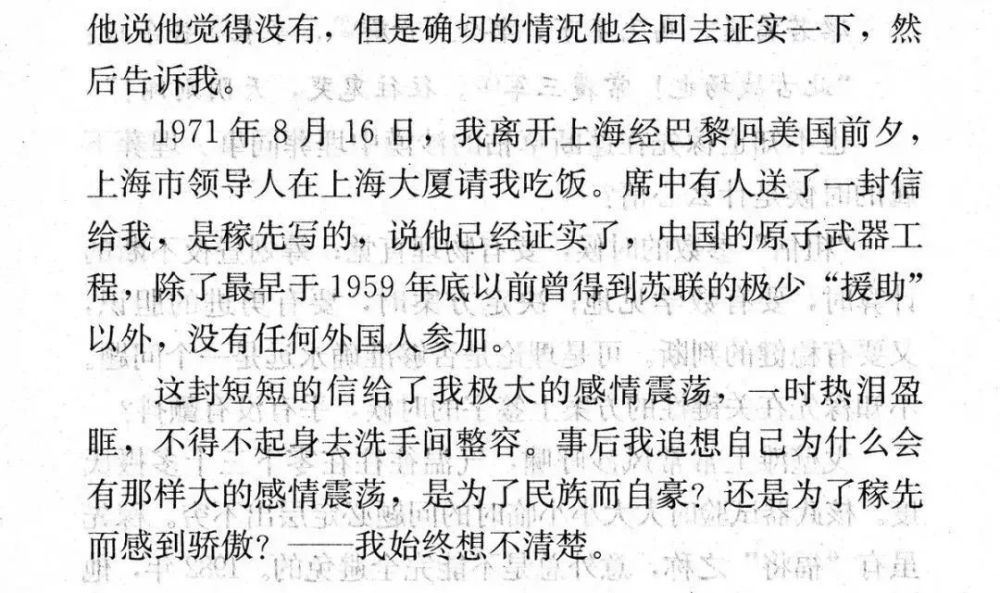 他说他觉得没有，但是确切的情况他会回去证实一下，然
后告诉我。
1971年8月16日，我离开上海经巴黎回美国前夕，
上海市领导人在上海大厦请我吃饭。席中有人送了一封信
给我，是稼先写的，说他已经证实了，中国的原子武器工
程，除了最早于1959年底以前曾得到苏联的极少“援助”
以外，没有任何外国人参加。
这封短短的信给了我极大的感情震荡，一时热泪盈
眶，不得不起身去洗手间整容。事后我追想自己为什么会
有那样大的感情震荡，是为了民族而自豪？还是为了稼先
而感到骄傲？——我始终想不清楚。